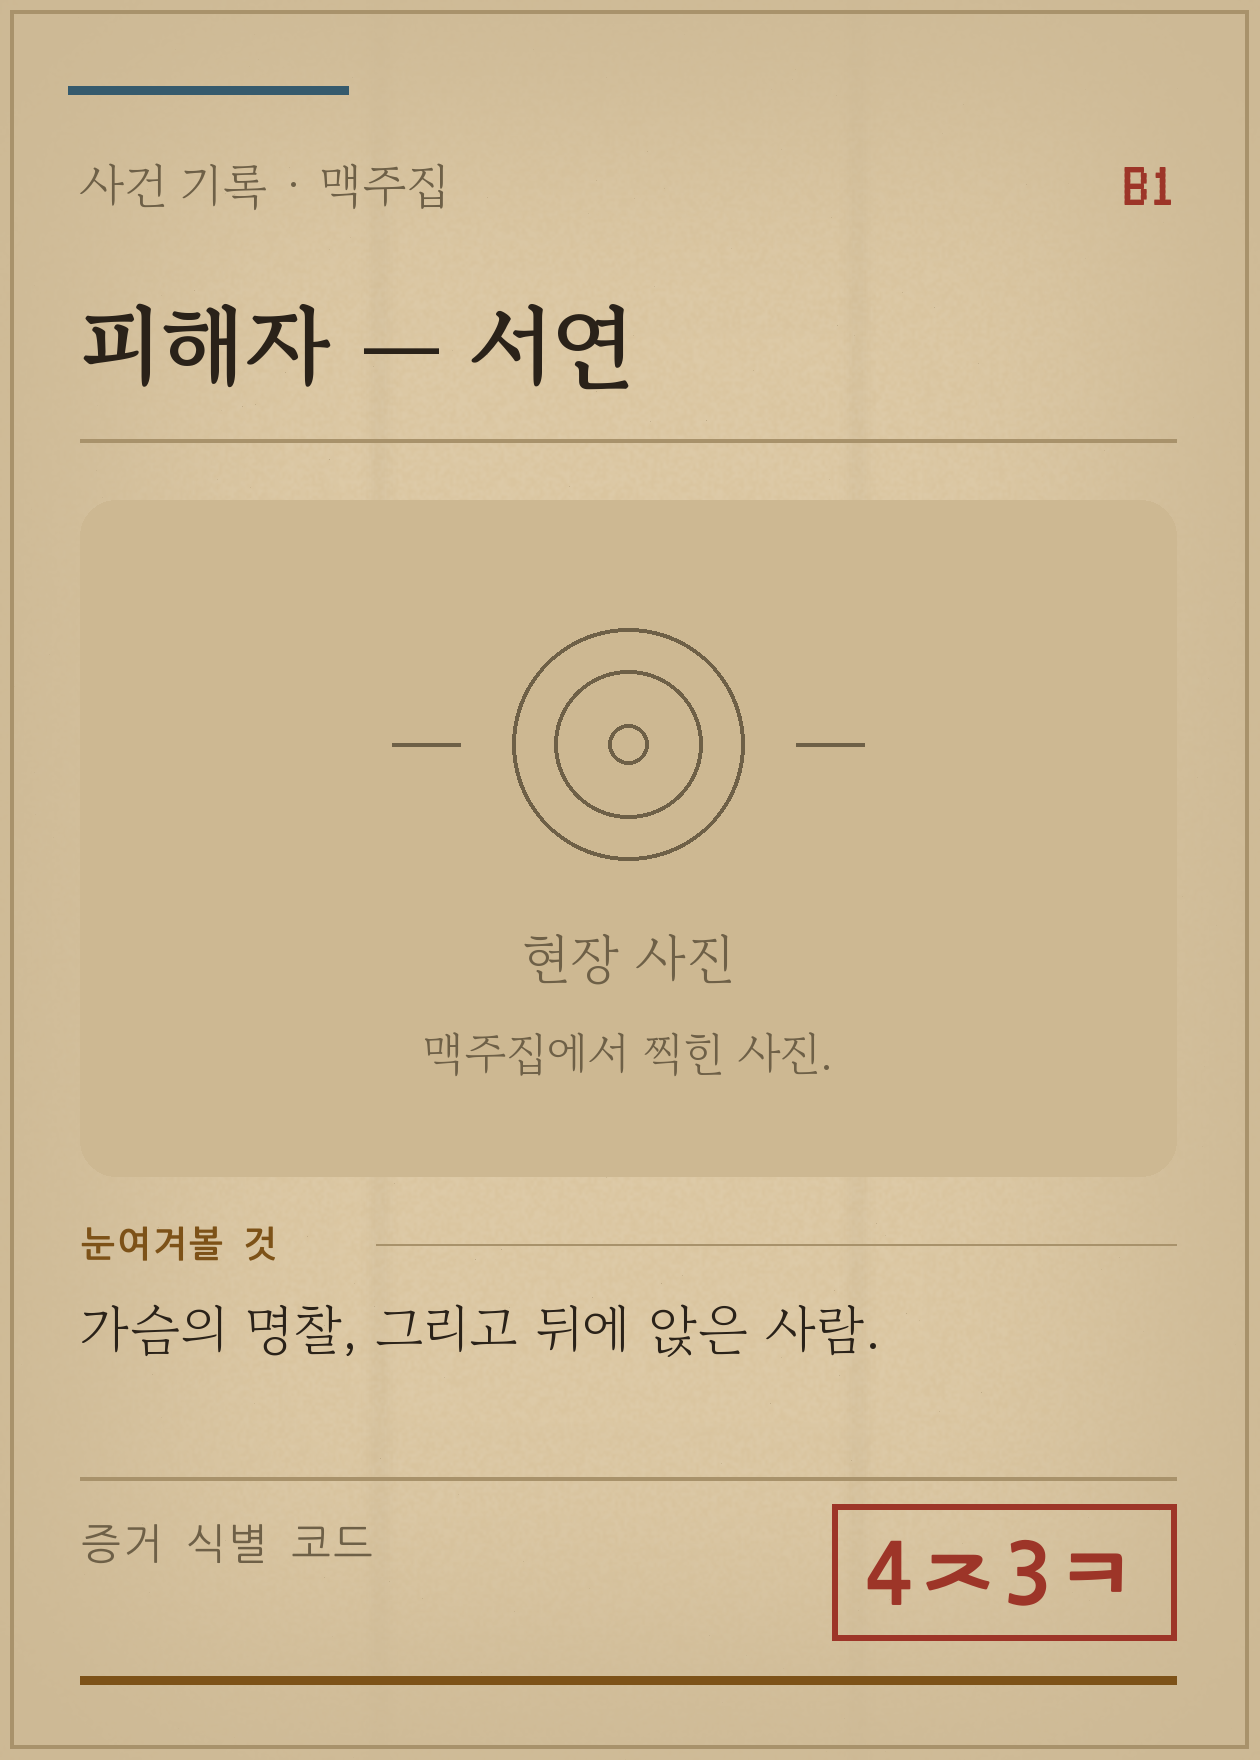 사건 기록 · 맥주집
B1
피해자 — 서연
현장 사진
맥주집에서 찍힌 사진.
눈여겨볼 것
가슴의 명찰, 그리고 뒤에 앉은 사람.
증거 식별 코드
4ㅈ3ㅋ